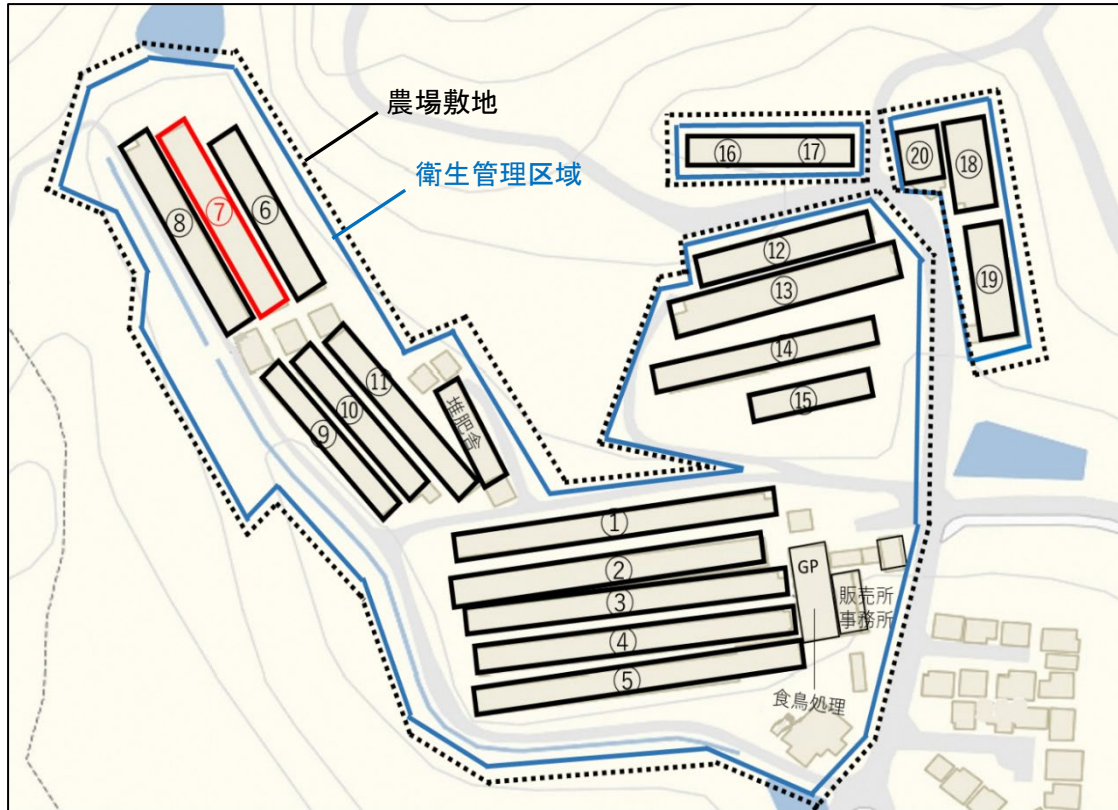 農場敷地
衛生管理区域
⑯
⑰
⑳
⑱
⑲
⑧
⑦
⑥
⑫
⑬
⑭
⑮
⑨
⑩
⑪
堆肥舎
①
②
③
④
⑤
GP
販売所
事務所
食鳥処理